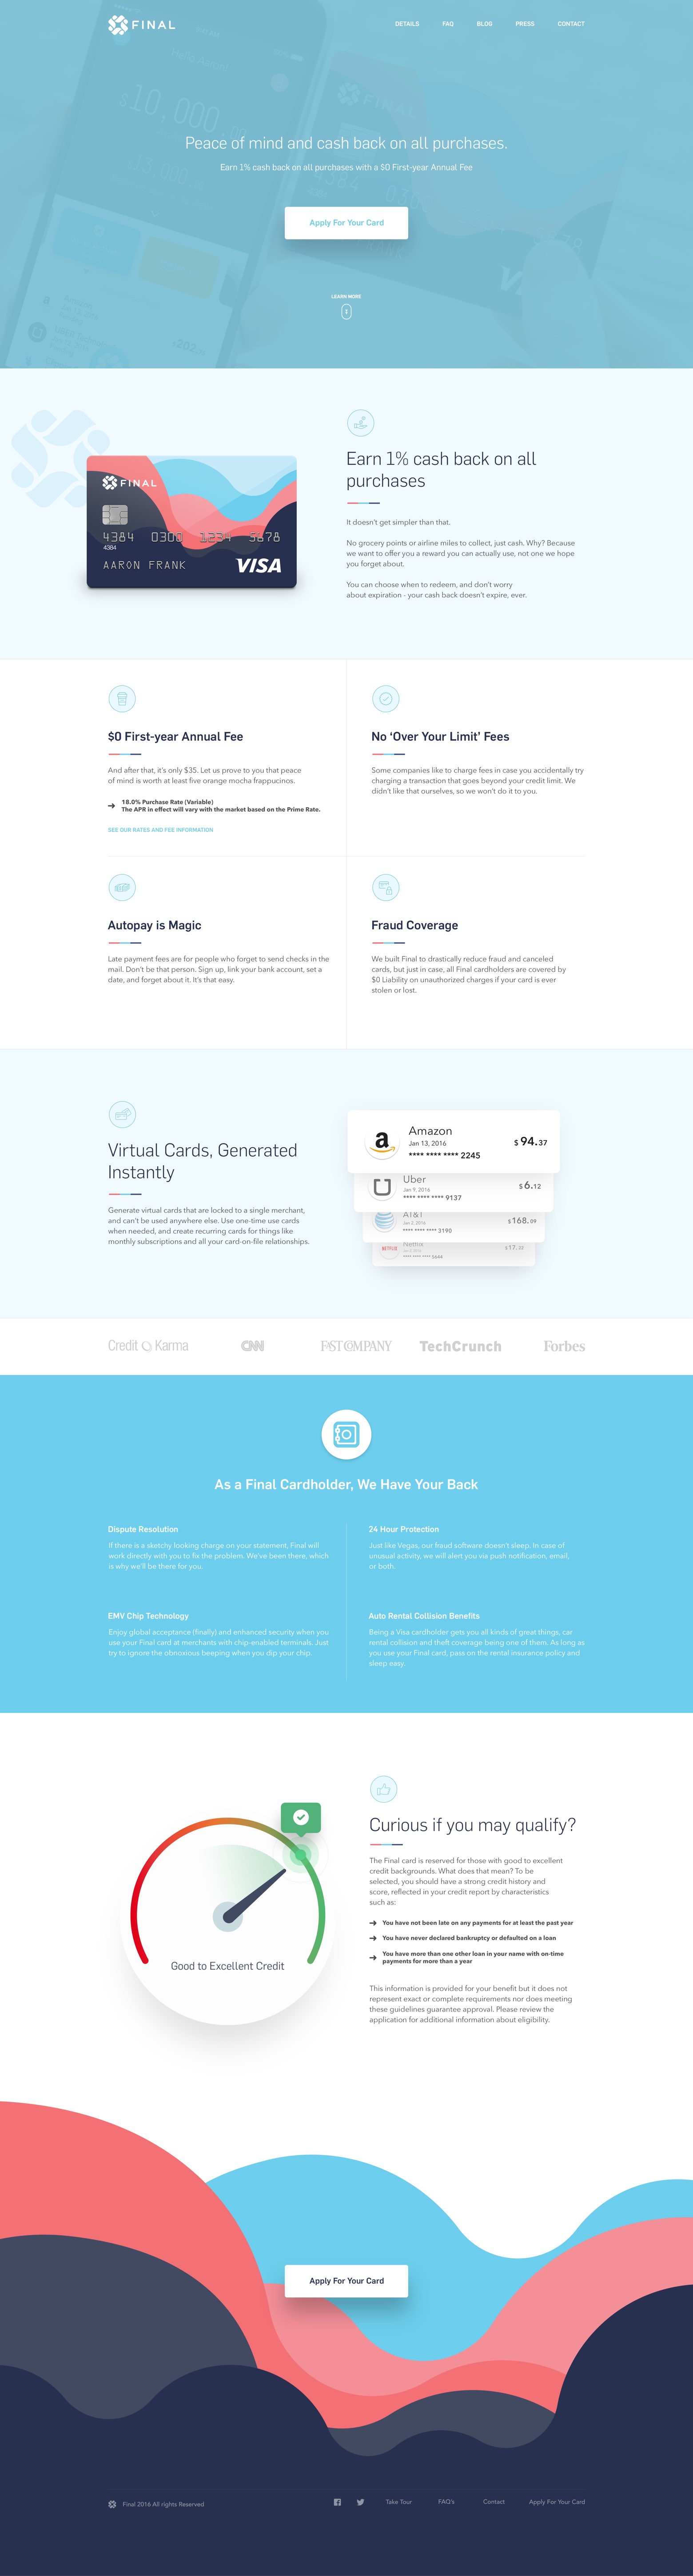 FINAL
DETAILS FAQ BLOG PRESS CONTACT
Hello Aaron!
$10,000
FINAL
Peace of mind and cash back on all purchases.
Earn 1% cash back on all purchases with a $0 First-year Annual Fee
Apply For Your Card
LEARN MORE
Earn 1% cash back on all
purchases
It doesn't get simpler than that.
No grocery points or airline miles to collect, just cash. Why? Because
we want to offer you a reward you can actually use, not one we hope
you forget about.
You can choose when to redeem, and don't worry
about expiration - your cash back doesn't expire, ever.
FINAL
4384 0300 1234 5678
4384
AARON FRANK
VISA
$0 First-year Annual Fee
And after that, it's only $35. Let us prove to you that peace
of mind is worth at least five orange mocha frappucinos.
18.0% Purchase Rate (Variable)
The APR in effect will vary with the market based on the Prime Rate.
SEE OUR RATES AND FEE INFORMATION
No 'Over Your Limit' Fees
Some companies like to charge fees in case you accidentally try
charging a transaction that goes beyond your credit limit. We
didn't like that ourselves, so we won't do it to you.
Autopay is Magic
Late payment fees are for people who forget to send checks in the
mail. Don't be that person. Sign up, link your bank account, set a
date, and forget about it. It's that easy.
Fraud Coverage
We built Final to drastically reduce fraud and canceled
cards, but just in case, all Final cardholders are covered by
$0 Liability on unauthorized charges if your card is ever
stolen or lost.
Virtual Cards, Generated
Instantly
Generate virtual cards that are locked to a single merchant,
and can't be used anywhere else. Use one-time use cards
when needed, and create recurring cards for things like
monthly subscriptions and all your card-on-file relationships.
Amazon
Jan 13, 2016
**** **** **** 2245
$ 94.37
Uber
Jan 9, 2016
**** **** **** 9137
$ 6.12
AT&T
Jan 2, 2016
**** **** **** 3190
$ 168.09
NETFLIX
Netflix
**** **** **** 5644
$ 17.22
Credit Karma
CNN
FAST COMPANY
TechCrunch
Forbes
As a Final Cardholder, We Have Your Back
Dispute Resolution
If there is a sketchy looking charge on your statement, Final will
work directly with you to fix the problem. We've been there, which
is why we'll be there for you.
24 Hour Protection
Just like Vegas, our fraud software doesn't sleep. In case of
unusual activity, we will alert you via push notification, email,
or both.
EMV Chip Technology
Enjoy global acceptance (finally) and enhanced security when you
use your Final card at merchants with chip-enabled terminals. Just
try to ignore the obnoxious beeping when you dip your chip.
Auto Rental Collision Benefits
Being a Visa cardholder gets you all kinds of great things, car
rental collision and theft coverage being one of them. As long as
you use your Final card, pass on the rental insurance policy and
sleep easy.
Good to Excellent Credit
Curious if you may qualify?
The Final card is reserved for those with good to excellent
credit backgrounds. What does that mean? To be
selected, you should have a strong credit history and
score, reflected in your credit report by characteristics
such as:
You have not been late on any payments for at least the past year
You have never declared bankruptcy or defaulted on a loan
You have more than one other loan in your name with on-time
payments for more than a year
This information is provided for your benefit but it does not
represent exact or complete requirements nor does meeting
these guidelines guarantee approval. Please review the
application for additional information about eligibility.
Apply For Your Card
Final 2016 All rights Reserved
Take Tour FAQ's Contact Apply For Your Card